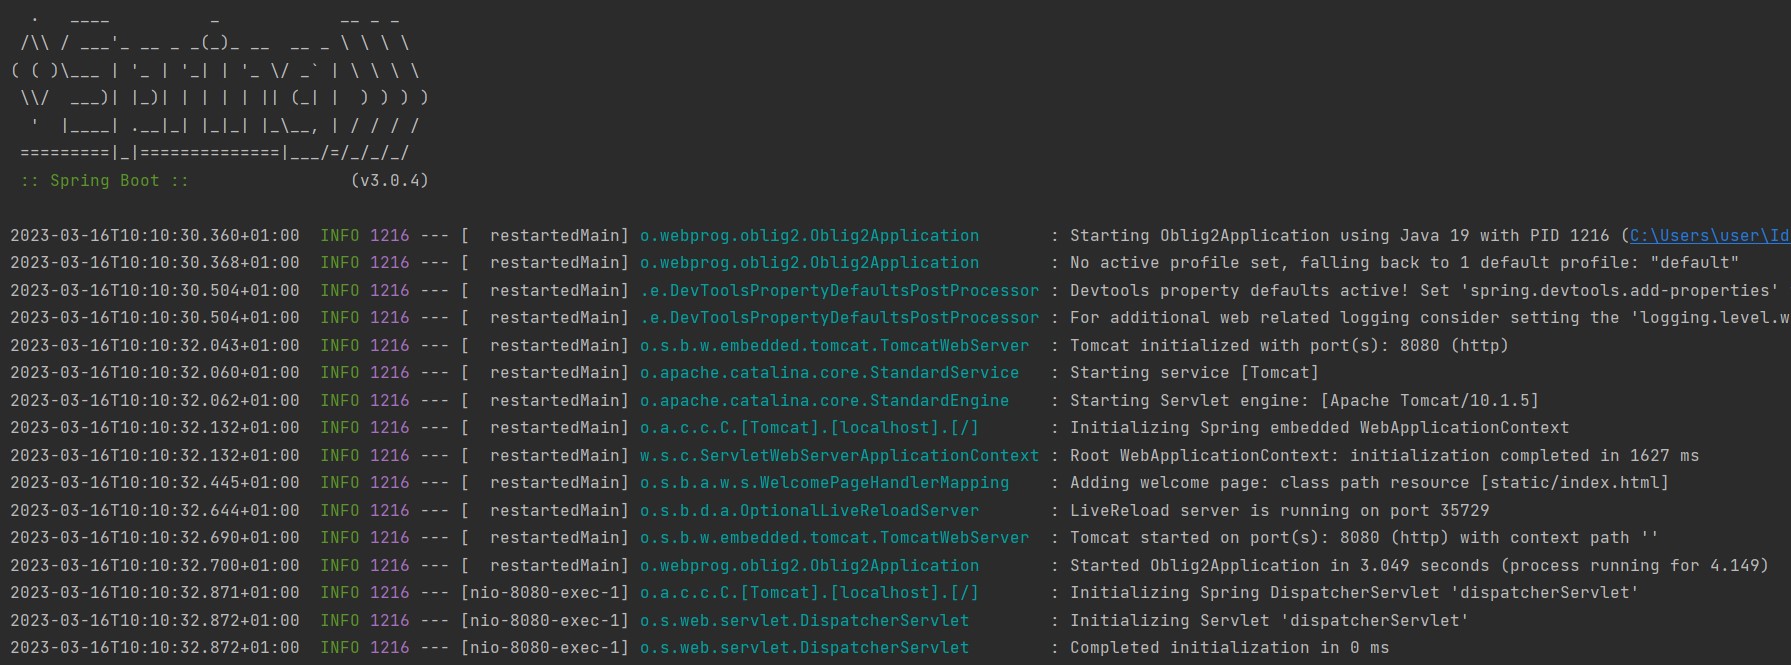 .   ____          _            __ _ _
 /\\ / ___'_ __ _ _(_)_ __  __ _ \ \ \ \
( ( )\___ | '_ | '_| | '_ \/ _` | \ \ \ \
 \\/  ___)| |_)| | | | | || (_| |  ) ) ) )
  '  |____| .__|_| |_|_| |_\__, | / / / /
 =========|_|==============|___/=/_/_/_/
 :: Spring Boot ::                (v3.0.4)

2023-03-16T10:10:30.360+01:00  INFO 1216 --- [  restartedMain] o.webprog.oblig2.Oblig2Application       : Starting Oblig2Application using Java 19 with PID 1216 (C:\Users\user\Id
2023-03-16T10:10:30.368+01:00  INFO 1216 --- [  restartedMain] o.webprog.oblig2.Oblig2Application       : No active profile set, falling back to 1 default profile: "default"
2023-03-16T10:10:30.504+01:00  INFO 1216 --- [  restartedMain] .e.DevToolsPropertyDefaultsPostProcessor : Devtools property defaults active! Set 'spring.devtools.add-properties'
2023-03-16T10:10:30.504+01:00  INFO 1216 --- [  restartedMain] .e.DevToolsPropertyDefaultsPostProcessor : For additional web related logging consider setting the 'logging.level.w
2023-03-16T10:10:32.043+01:00  INFO 1216 --- [  restartedMain] o.s.b.w.embedded.tomcat.TomcatWebServer  : Tomcat initialized with port(s): 8080 (http)
2023-03-16T10:10:32.060+01:00  INFO 1216 --- [  restartedMain] o.apache.catalina.core.StandardService   : Starting service [Tomcat]
2023-03-16T10:10:32.062+01:00  INFO 1216 --- [  restartedMain] o.apache.catalina.core.StandardEngine    : Starting Servlet engine: [Apache Tomcat/10.1.5]
2023-03-16T10:10:32.132+01:00  INFO 1216 --- [  restartedMain] o.a.c.c.C.[Tomcat].[localhost].[/]       : Initializing Spring embedded WebApplicationContext
2023-03-16T10:10:32.132+01:00  INFO 1216 --- [  restartedMain] w.s.c.ServletWebServerApplicationContext : Root WebApplicationContext: initialization completed in 1627 ms
2023-03-16T10:10:32.445+01:00  INFO 1216 --- [  restartedMain] o.s.b.a.w.s.WelcomePageHandlerMapping    : Adding welcome page: class path resource [static/index.html]
2023-03-16T10:10:32.644+01:00  INFO 1216 --- [  restartedMain] o.s.b.d.a.OptionalLiveReloadServer       : LiveReload server is running on port 35729
2023-03-16T10:10:32.690+01:00  INFO 1216 --- [  restartedMain] o.s.b.w.embedded.tomcat.TomcatWebServer  : Tomcat started on port(s): 8080 (http) with context path ''
2023-03-16T10:10:32.700+01:00  INFO 1216 --- [  restartedMain] o.webprog.oblig2.Oblig2Application       : Started Oblig2Application in 3.049 seconds (process running for 4.149)
2023-03-16T10:10:32.871+01:00  INFO 1216 --- [nio-8080-exec-1] o.a.c.c.C.[Tomcat].[localhost].[/]       : Initializing Spring DispatcherServlet 'dispatcherServlet'
2023-03-16T10:10:32.872+01:00  INFO 1216 --- [nio-8080-exec-1] o.s.web.servlet.DispatcherServlet        : Initializing Servlet 'dispatcherServlet'
2023-03-16T10:10:32.872+01:00  INFO 1216 --- [nio-8080-exec-1] o.s.web.servlet.DispatcherServlet        : Completed initialization in 0 ms